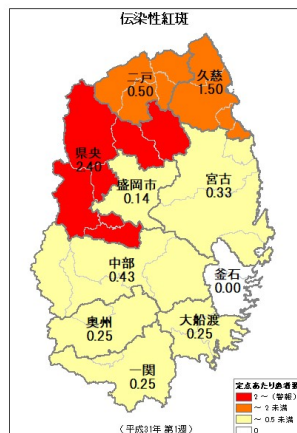 伝染性紅斑
二戸
0.50
久慈
1.50
県央
2.40
盛岡市
0.14
宮古
0.33
中部
0.43
釜石
0.00
奥州
0.25
大船渡
0.25
一関
0.25
定点あたり患者数
2～（警報）
～2未満
～0.5未満
0
（平成31年 第1週）